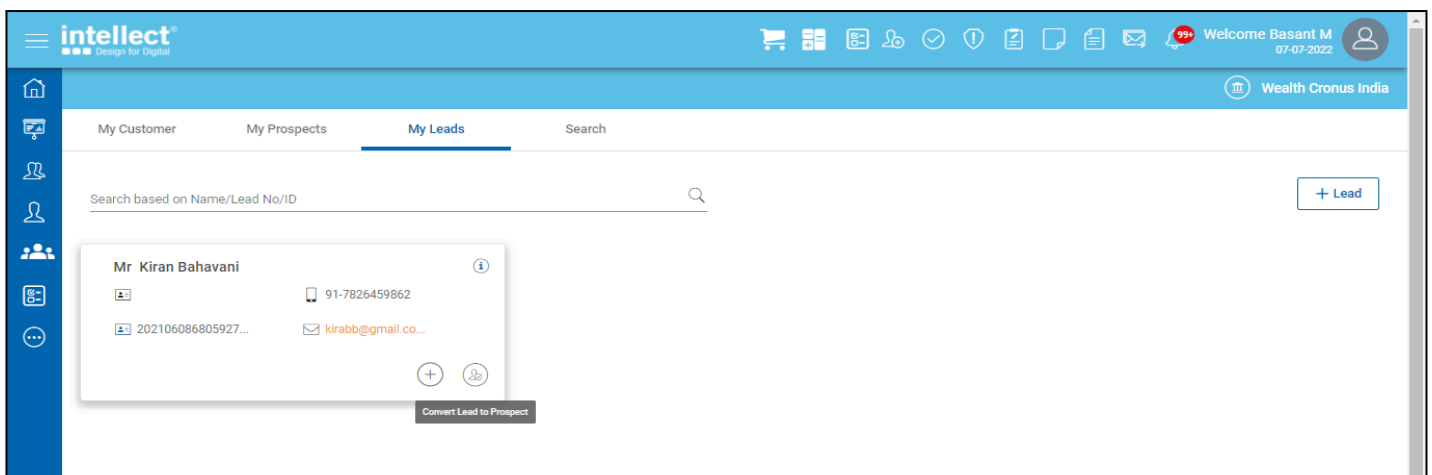 intellect®
Design for Digital
99+
Welcome Basant M
07-07-2022
Wealth Cronus India
My Customer
My Prospects
My Leads
Search
Search based on Name/Lead No/ID
+ Lead
Mr Kiran Bahavani
91-7826459862
202106086805927...
kirabb@gmail.co...
Convert Lead to Prospect